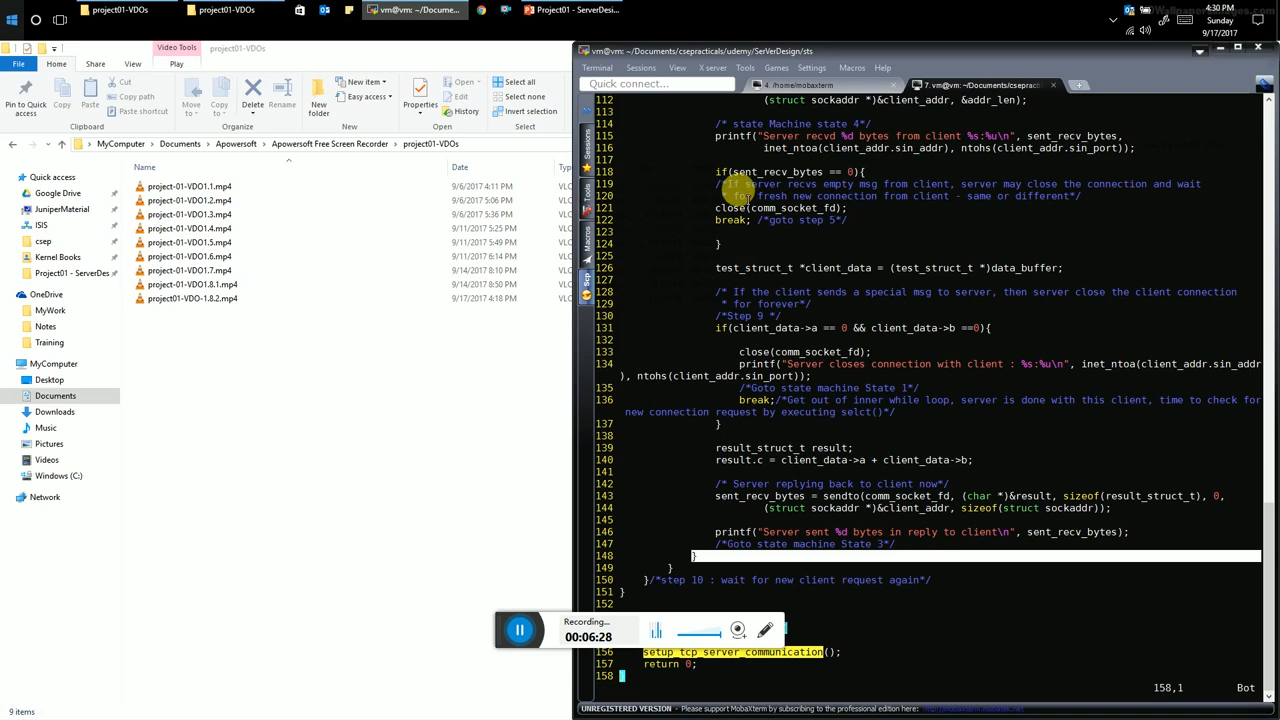 project01-VDOs
project01-VDOs
vm@vm: ~/Docume...
Project01 - ServerDesi...
4:30 PM
Sunday
9/17/2017
Video Tools
project01-VDOs
File
Home
Share
View
Play
Pin to Quick access
Copy
Paste
Cut
Copy path
Paste shortcut
Clipboard
Move to
Copy to
Delete
Rename
Organize
New folder
New item
Easy access
New
Properties
Open
Edit
History
Open
Select all
Select none
Invert selection
Select
MyComputer
Documents
Apowersoft
Apowersoft Free Screen Recorder
project01-VDOs
Name
Date
Ty
Quick access
Google Drive
JuniperMaterial
ISIS
csep
Kernel Books
Project01 - ServerDes
OneDrive
MyWork
Notes
Training
MyComputer
Desktop
Documents
Downloads
Music
Pictures
Videos
Windows (C:)
Network
project-01-VDO1.1.mp4 9/6/2017 4:11 PM VLC
project-01-VDO1.2.mp4 9/6/2017 5:06 PM VLC
project-01-VDO1.3.mp4 9/6/2017 5:38 PM VLC
project-01-VDO1.4.mp4 9/11/2017 5:25 PM VLC
project-01-VDO1.5.mp4 9/11/2017 5:49 PM VLC
project-01-VDO1.6.mp4 9/11/2017 6:14 PM VLC
project-01-VDO1.7.mp4 9/14/2017 8:10 PM VLC
project-01-VDO1.8.1.mp4 9/14/2017 8:50 PM VLC
project01-VDO-1.8.2.mp4 9/17/2017 4:18 PM VLC
9 items
vm@vm: ~/Documents/csepracticals/udemy/SerVerDesign/sts
Terminal Sessions View X server Tools Games Settings Macros Help
Quick connect...
4. /home/mobaxterm
7. vm@vm: ~/Documents/csepracti
Sessions
Tools
Macros
Scp
112 (struct sockaddr *)&client_addr, &addr_len);
113
114 /* state Machine state 4*/
115 printf("Server recvd %d bytes from client %s:%u\n", sent_recv_bytes,
116 inet_ntoa(client_addr.sin_addr), ntohs(client_addr.sin_port));
117
118 if(sent_recv_bytes == 0){
119 /*If server recvs empty msg from client, server may close the connection and wait
120 * for fresh new connection from client - same or different*/
121 close(comm_socket_fd);
122 break; /*goto step 5*/
123
124 }
125
126 test_struct_t *client_data = (test_struct_t *)data_buffer;
127
128 /* If the client sends a special msg to server, then server close the client connection
129 * for forever*/
130 /*Step 9 */
131 if(client_data->a == 0 && client_data->b ==0){
132
133 close(comm_socket_fd);
134 printf("Server closes connection with client : %s:%u\n", inet_ntoa(client_addr.sin_addr
), ntohs(client_addr.sin_port));
135 /*Goto state machine State 1*/
136 break;/*Get out of inner while loop, server is done with this client, time to check for
new connection request by executing selct()*/
137 }
138
139 result_struct_t result;
140 result.c = client_data->a + client_data->b;
141
142 /* Server replying back to client now*/
143 sent_recv_bytes = sendto(comm_socket_fd, (char *)&result, sizeof(result_struct_t), 0,
144 (struct sockaddr *)&client_addr, sizeof(struct sockaddr));
145
146 printf("Server sent %d bytes in reply to client\n", sent_recv_bytes);
147 /*Goto state machine State 3*/
148 }
149 }
150 }/*step 10 : wait for new client request again*/
151 }
152
156 setup_tcp_server_communication();
157 return 0;
158 }
158,1 Bot
Recording...
00:06:28
UNREGISTERED VERSION - Please support MobaXterm by subscribing to the professional edition here: http://mobaxterm.mobatek.net